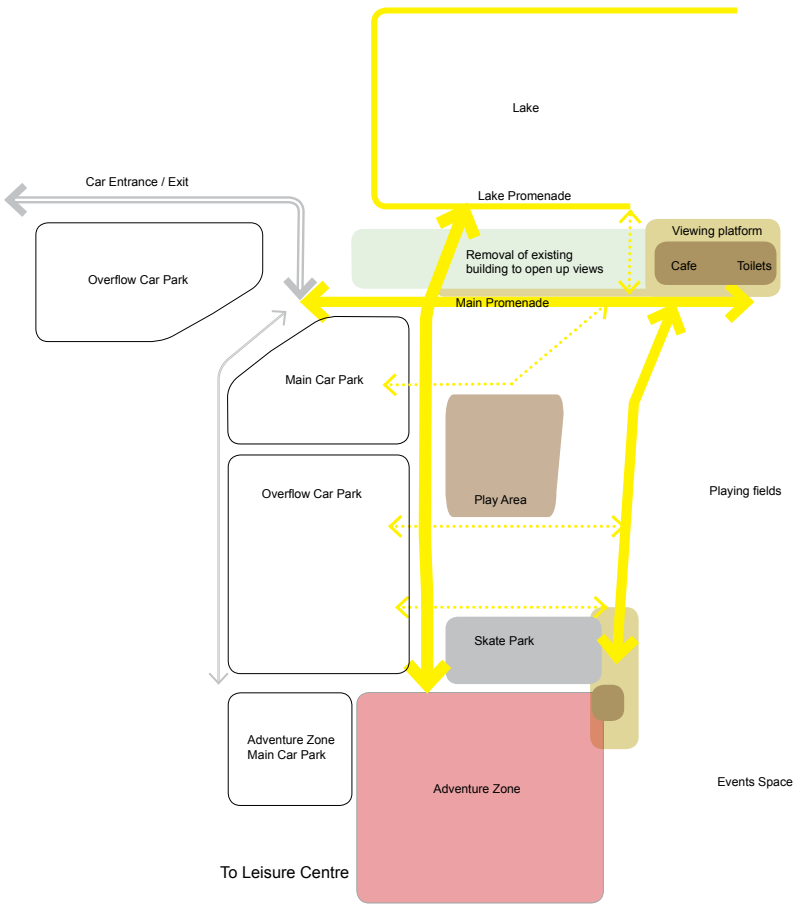 Lake
Car Entrance / Exit
Lake Promenade
Viewing platform
Removal of existing
building to open up views
Cafe
Toilets
Overflow Car Park
Main Promenade
Main Car Park
Overflow Car Park
Play Area
Playing fields
Skate Park
Adventure Zone
Main Car Park
Adventure Zone
Events Space
To Leisure Centre